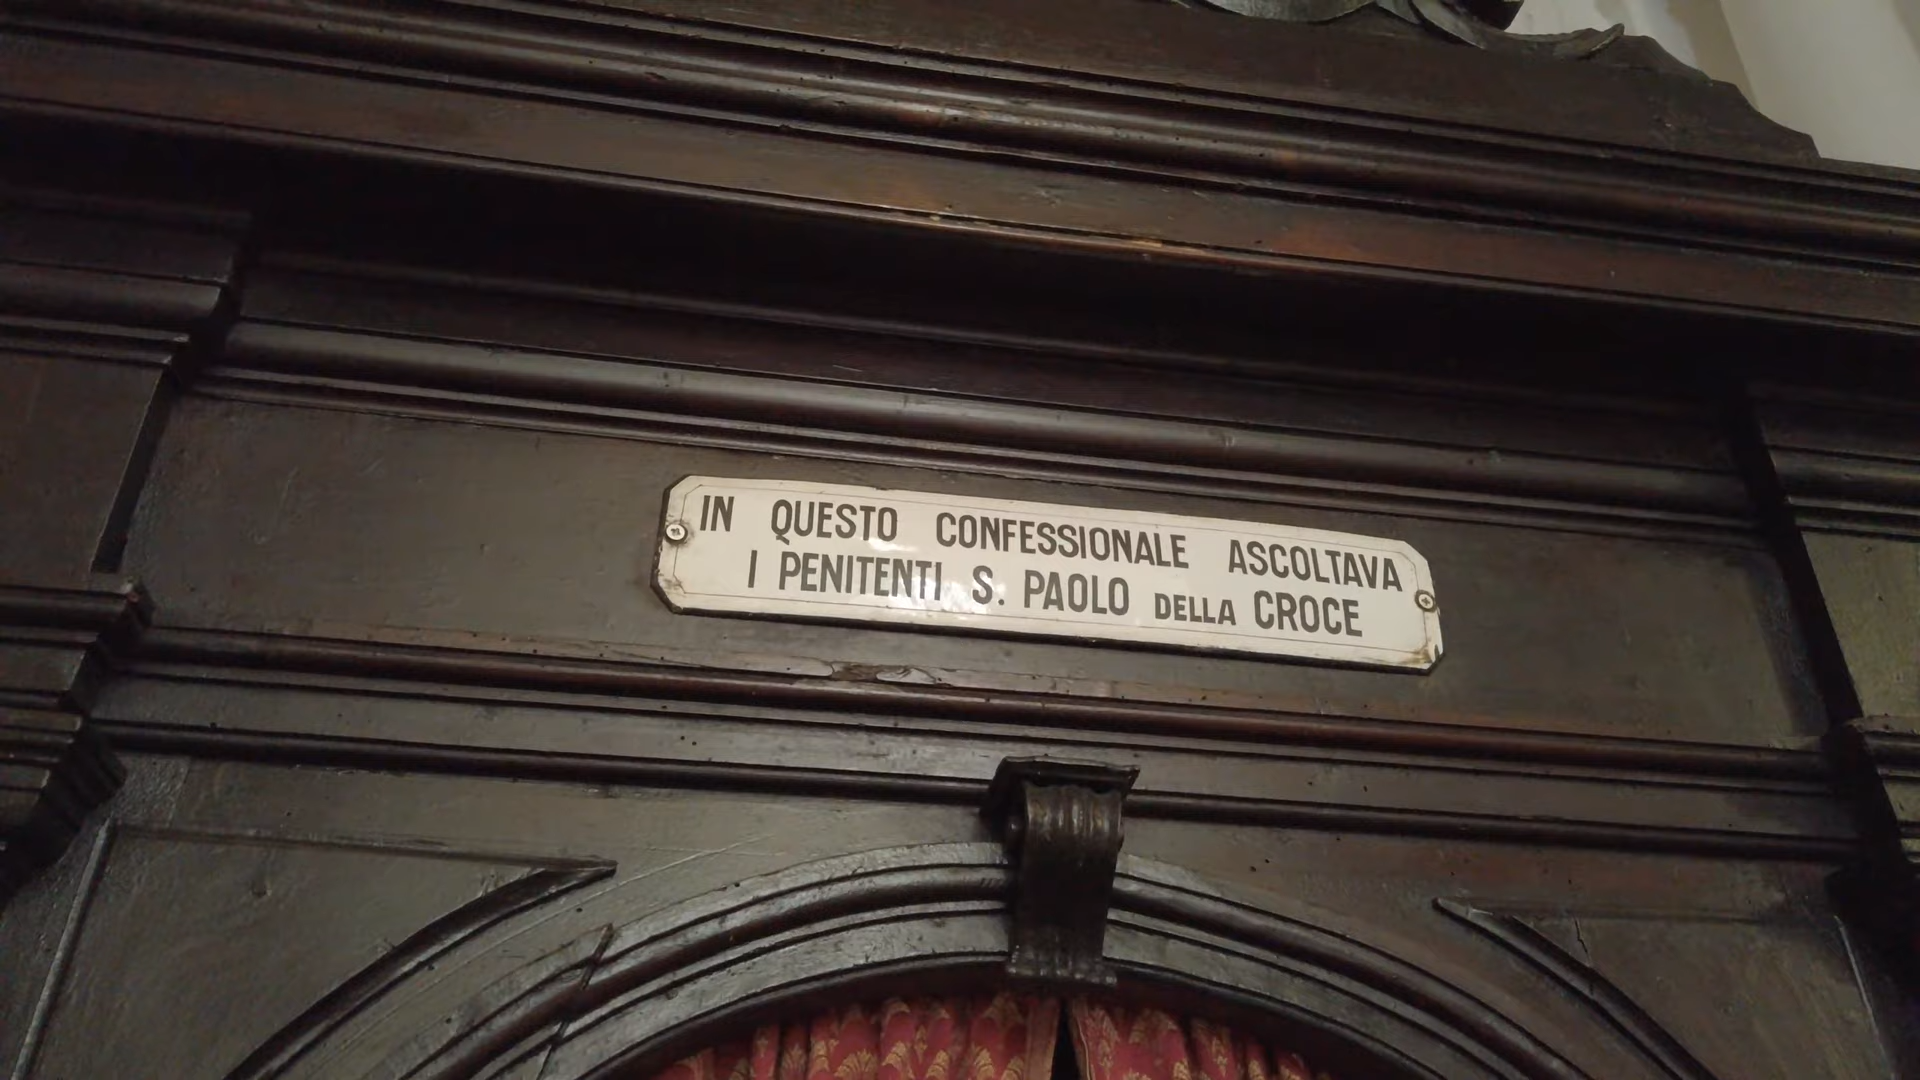 IN QUESTO CONFESSIONALE ASCOLTAVA
I PENITENTI S. PAOLO DELLA CROCE